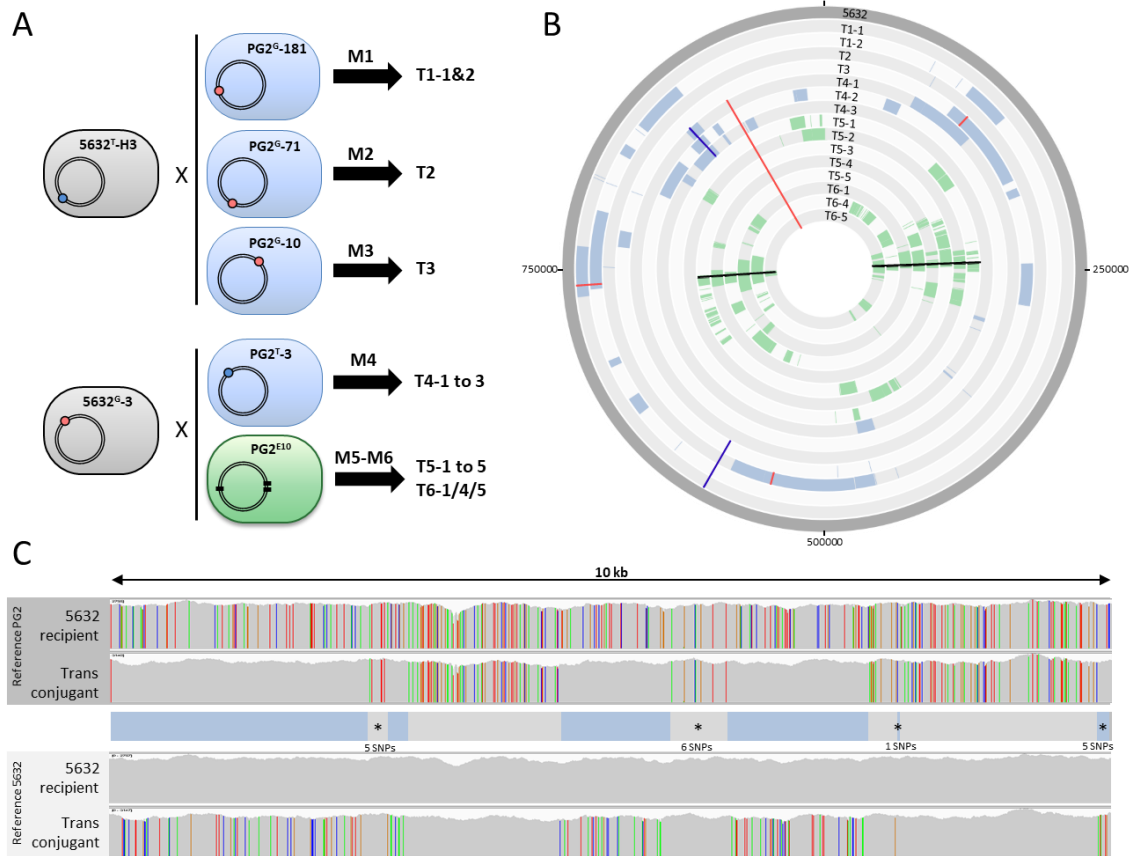 A
5632ᵀ-H3
X
PG2ᴳ-181
M1
T1-1&2
PG2ᴳ-71
M2
T2
PG2ᴳ-10
M3
T3
5632ᴳ-3
X
PG2ᵀ-3
M4
T4-1 to 3
PG2ᴱ¹⁰
M5-M6
T5-1 to 5
T6-1/4/5
B
5632
T1-1
T1-2
T2
T3
T4-1
T4-2
T4-3
T5-1
T5-2
T5-3
T5-4
T5-5
T6-1
T6-4
T6-5
750000
250000
500000
C
10 kb
Reference PG2
5632
recipient
Trans
conjugant
* * * *
5 SNPs 6 SNPs 1 SNPs 5 SNPs
Reference 5632
5632
recipient
Trans
conjugant